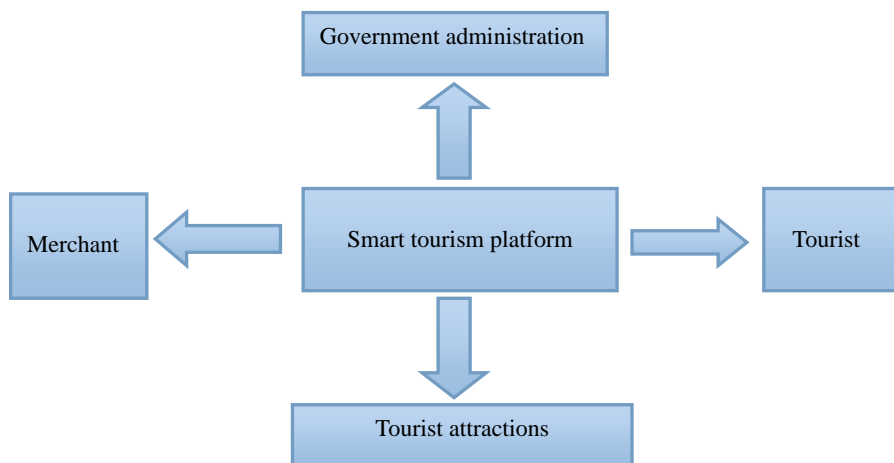 Government administration
Merchant
Smart tourism platform
Tourist
Tourist attractions